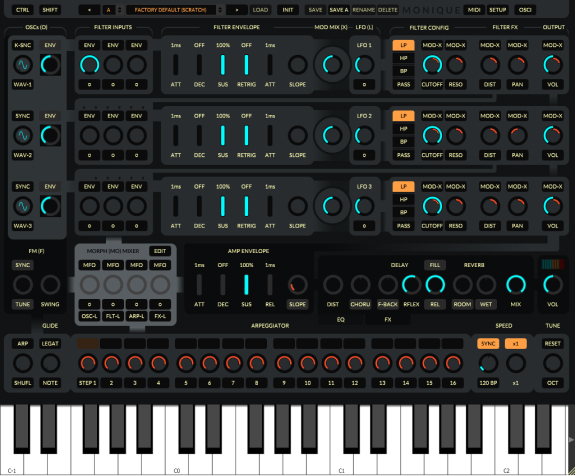 CTRL SHIFT A FACTORY DEFAULT (SCRATCH) LOAD INIT SAVE SAVE A RENAME DELETE MONIQUE MIDI SETUP OSCI
OSCs (O) FILTER INPUTS FILTER ENVELOPE MOD MIX (X) LFO (L) FILTER CONFIG FILTER FX OUTPUT
K-SNC ENV ENV ENV ENV 1ms OFF 100% OFF LFO 1 LP MOD-X MOD-X MOD-X MOD-X MOD-X
HP
BP
WAV-1 0 0 0 ATT DEC SUS RETRIG SLOPE 0 PASS CUTOFF RESO DIST PAN VOL
SYNC ENV ENV ENV ENV 1ms OFF 100% OFF LFO 2 LP MOD-X MOD-X MOD-X MOD-X MOD-X
HP
BP
WAV-2 0 0 0 ATT DEC SUS RETRIG SLOPE 0 PASS CUTOFF RESO DIST PAN VOL
SYNC ENV ENV ENV ENV 1ms OFF 100% OFF LFO 3 LP MOD-X MOD-X MOD-X MOD-X MOD-X
HP
BP
WAV-3 0 0 0 ATT DEC SUS RETRIG SLOPE 0 PASS CUTOFF RESO DIST PAN VOL
FM (F) MORPH (MO) MIXER EDIT AMP ENVELOPE
SYNC MFO MFO MFO MFO 1ms OFF 100% 1ms DELAY FILL REVERB
0 0 0 0
TUNE SWING OSC-L FLT-L ARP-L FX-L ATT DEC SUS REL SLOPE DIST CHORU F-BACK RFLEX REL ROOM WET MIX VOL
EQ FX
GLIDE ARPEGGIATOR SPEED TUNE
ARP LEGAT SYNC x1 RESET
SHUFL NOTE STEP 1 2 3 4 5 6 7 8 9 10 11 12 13 14 15 16 120 BP x1 OCT
C-1 C0 C1 C2